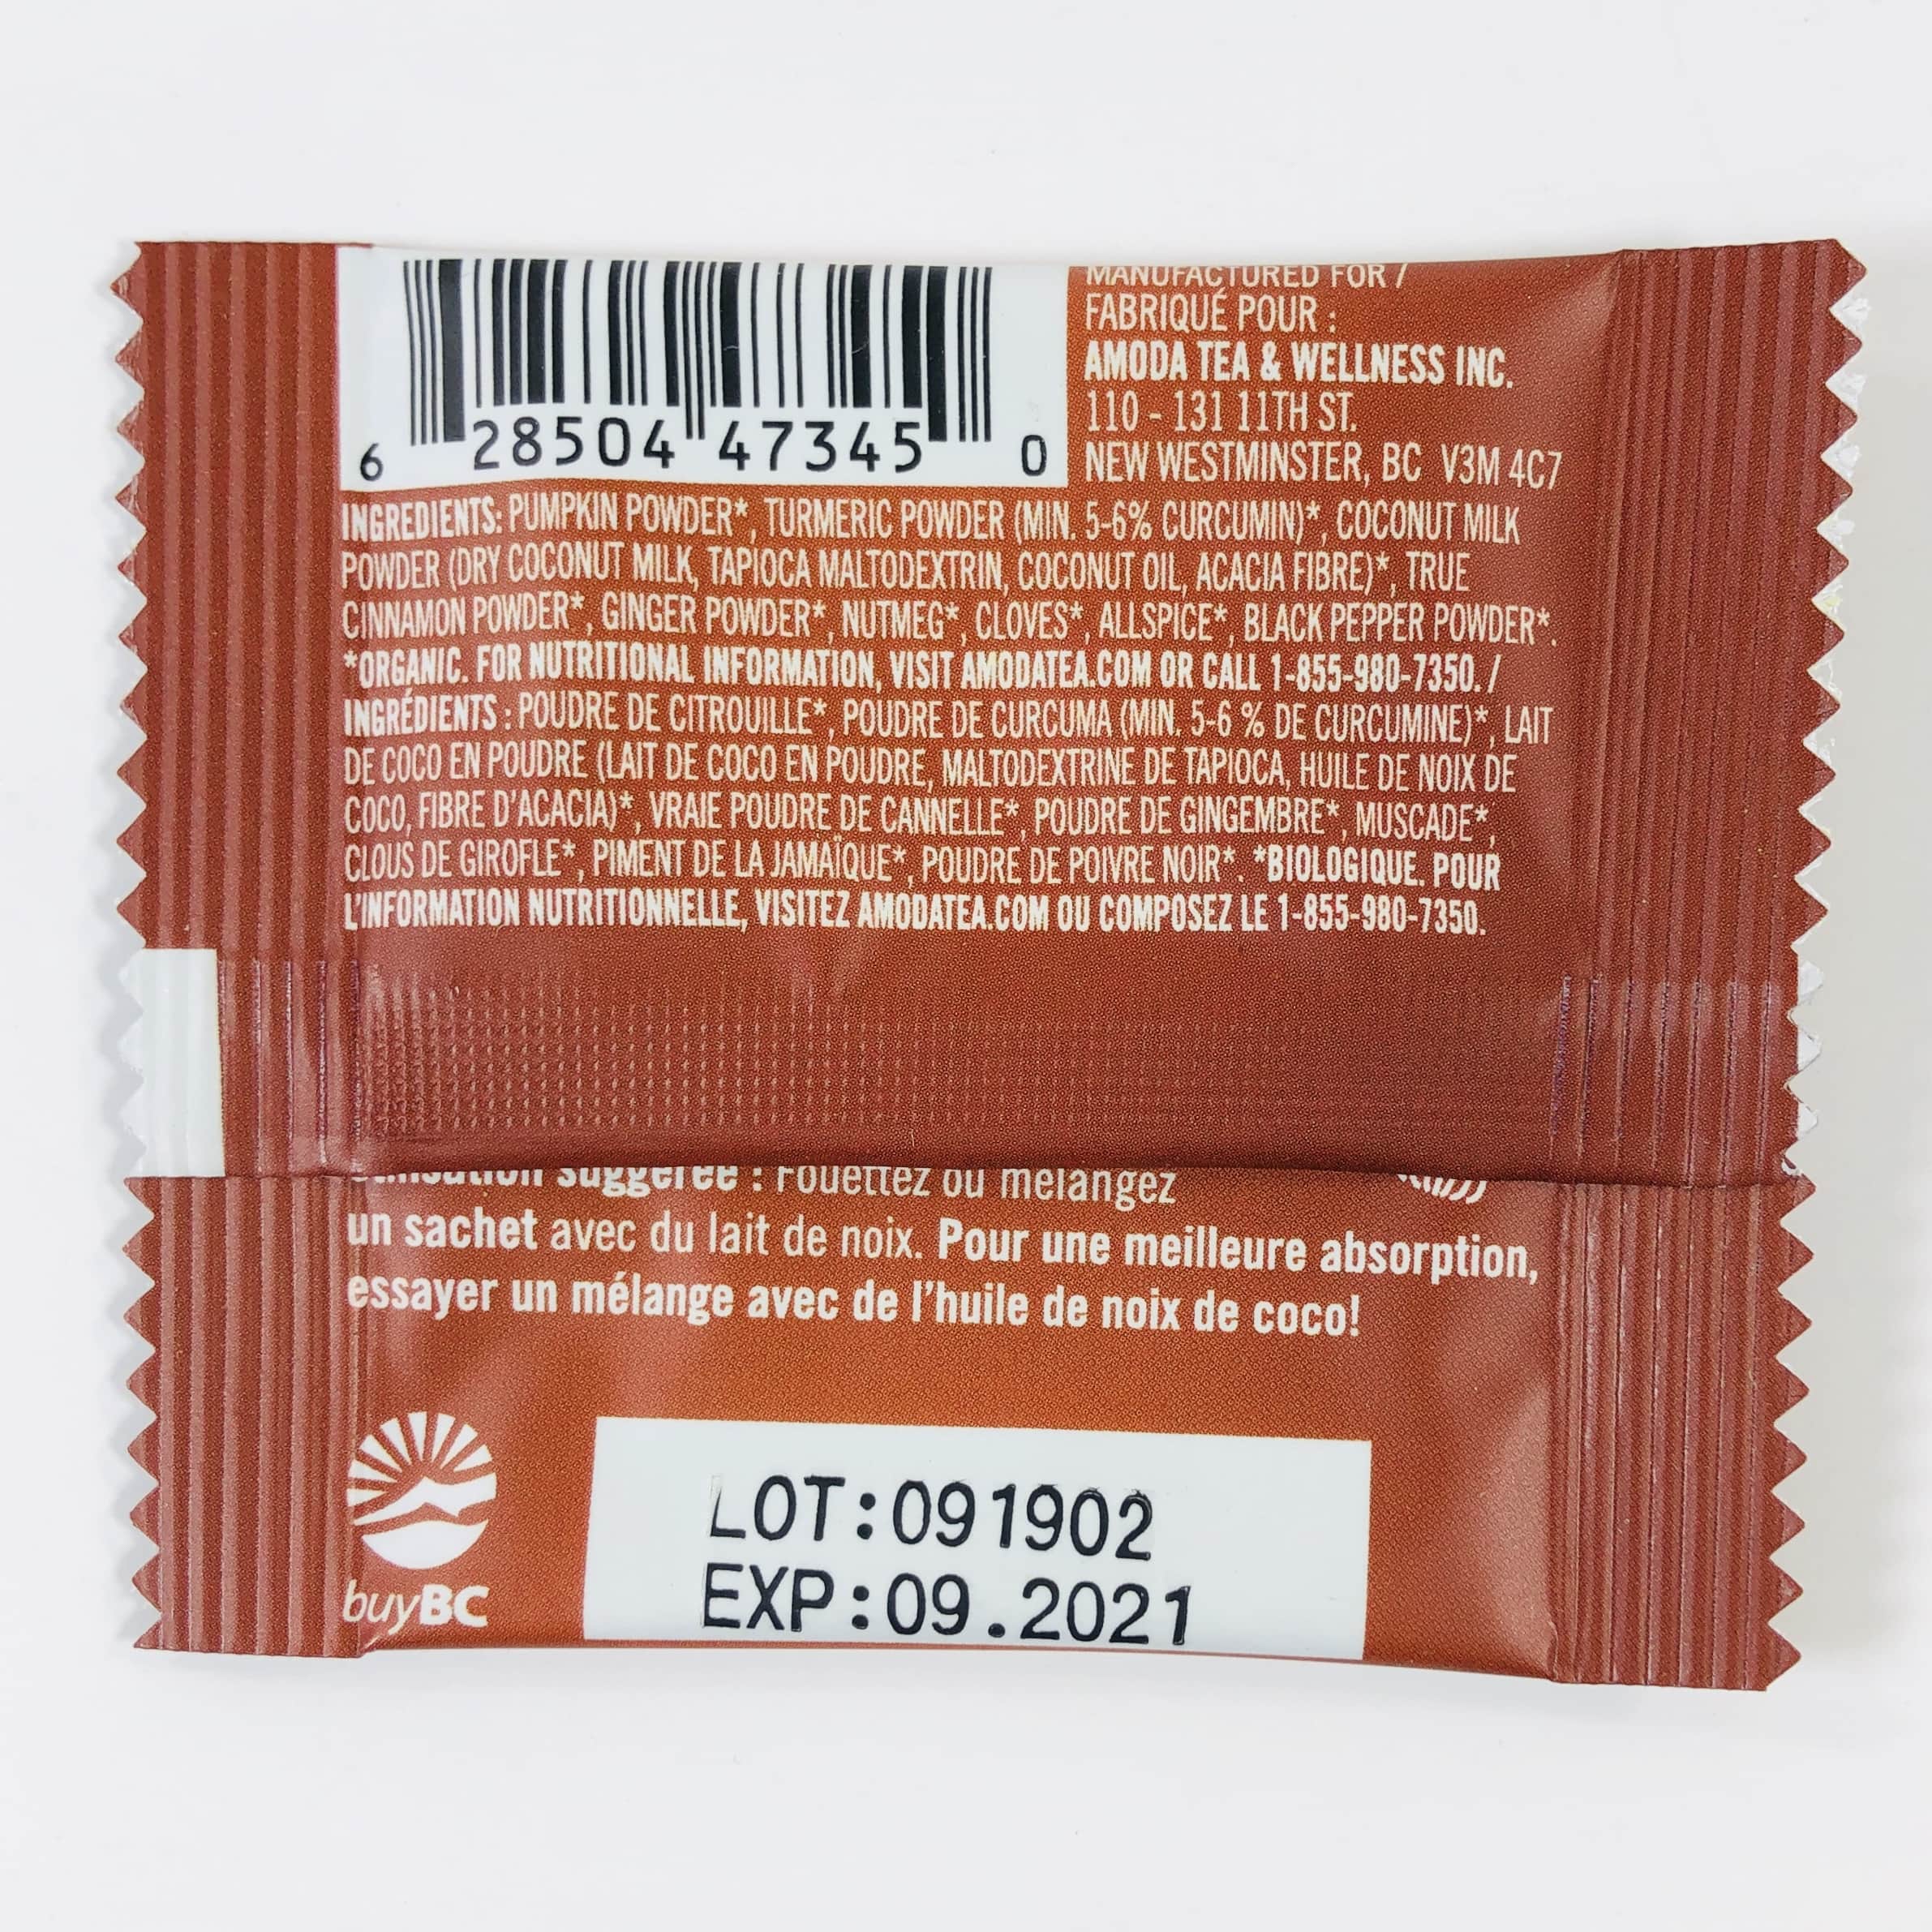 6 28504 47345 0
MANUFACTURED FOR /
FABRIQUÉ POUR :
AMODA TEA & WELLNESS INC.
110 - 131 11TH ST.
NEW WESTMINSTER, BC V3M 4C7
INGREDIENTS: PUMPKIN POWDER*, TURMERIC POWDER (MIN. 5-6% CURCUMIN)*, COCONUT MILK
POWDER (DRY COCONUT MILK, TAPIOCA MALTODEXTRIN, COCONUT OIL, ACACIA FIBRE)*, TRUE
CINNAMON POWDER*, GINGER POWDER*, NUTMEG*, CLOVES*, ALLSPICE*, BLACK PEPPER POWDER*.
*ORGANIC. FOR NUTRITIONAL INFORMATION, VISIT AMODATEA.COM OR CALL 1-855-980-7350. /
INGRÉDIENTS : POUDRE DE CITROUILLE*, POUDRE DE CURCUMA (MIN. 5-6 % DE CURCUMINE)*, LAIT
DE COCO EN POUDRE (LAIT DE COCO EN POUDRE, MALTODEXTRINE DE TAPIOCA, HUILE DE NOIX DE
COCO, FIBRE D'ACACIA)*, VRAIE POUDRE DE CANNELLE*, POUDRE DE GINGEMBRE*, MUSCADE*,
CLOUS DE GIROFLE*, PIMENT DE LA JAMAÏQUE*, POUDRE DE POIVRE NOIR*. *BIOLOGIQUE. POUR
L'INFORMATION NUTRITIONNELLE, VISITEZ AMODATEA.COM OU COMPOSEZ LE 1-855-980-7350.
suggérée : Fouettez ou mélangez
un sachet avec du lait de noix. Pour une meilleure absorption,
essayer un mélange avec de l'huile de noix de coco!
buyBC
LOT:091902
EXP:09.2021